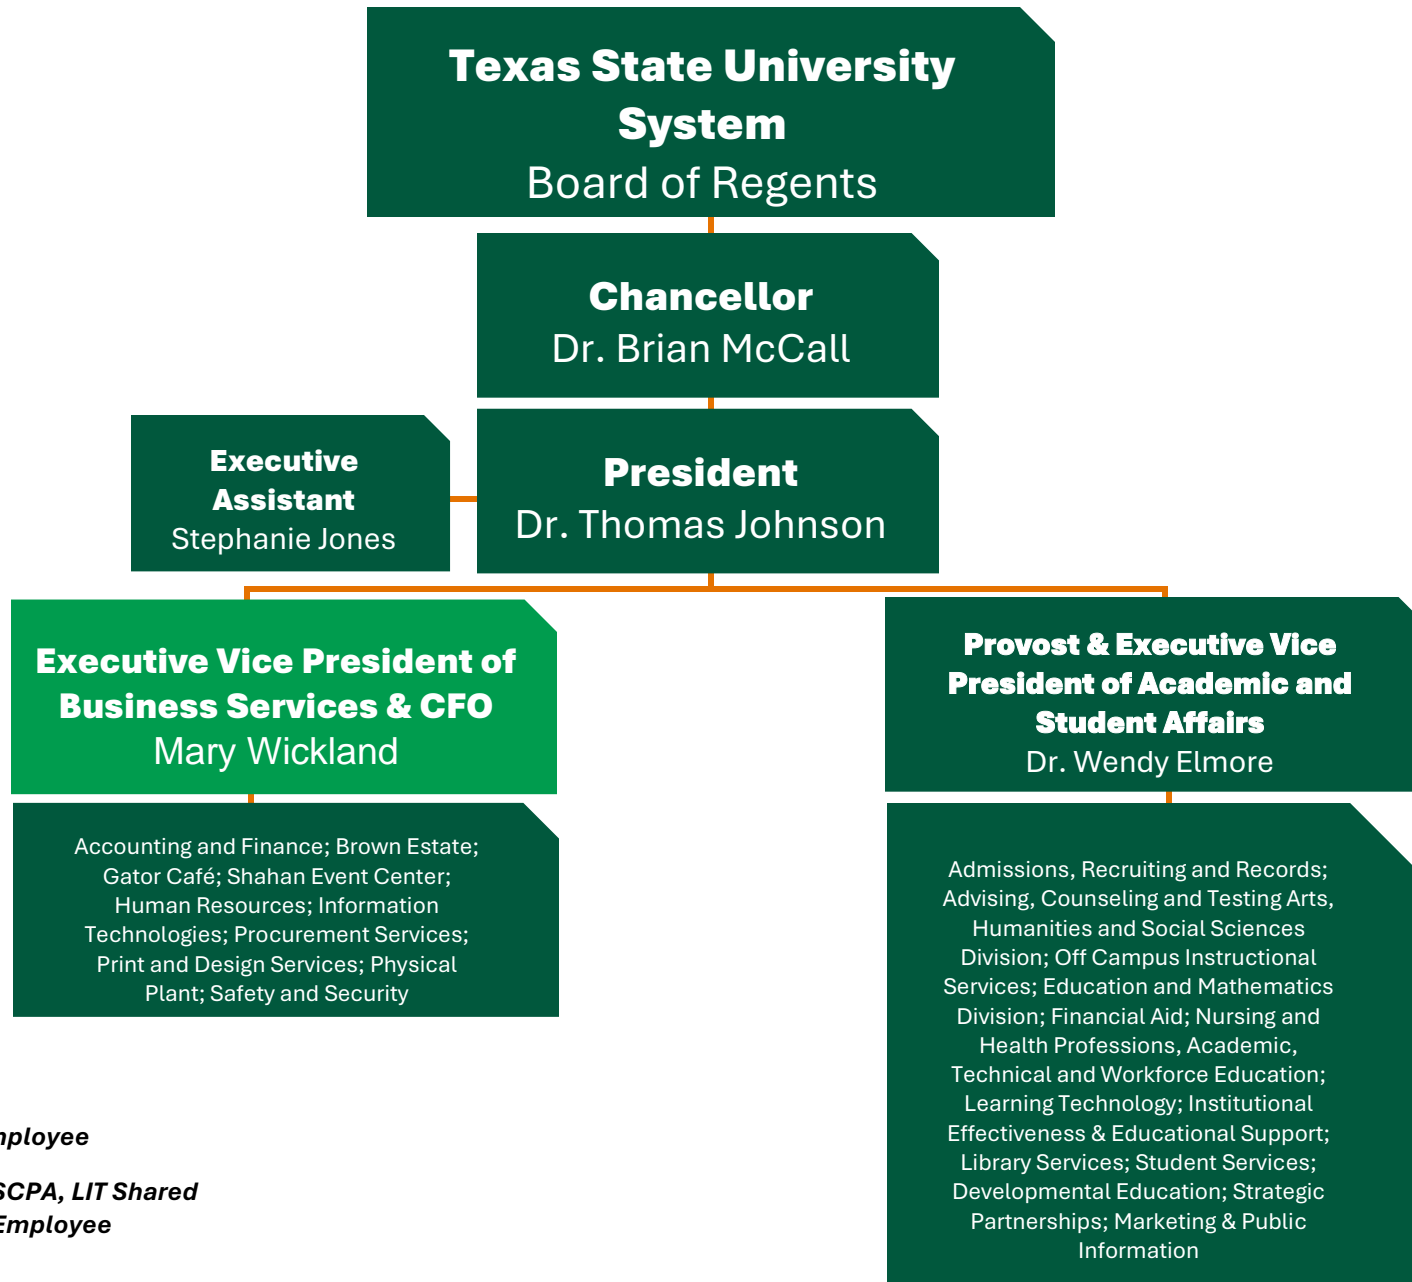 Texas State University
System
Board of Regents
Chancellor
Dr. Brian McCall
Executive
Assistant
Stephanie Jones
President
Dr. Thomas Johnson
Executive Vice President of
Business Services & CFO
Mary Wickland
Provost & Executive Vice
President of Academic and
Student Affairs
Dr. Wendy Elmore
Accounting and Finance; Brown Estate;
Gator Café; Shahan Event Center;
Human Resources; Information
Technologies; Procurement Services;
Print and Design Services; Physical
Plant; Safety and Security
Admissions, Recruiting and Records;
Advising, Counseling and Testing Arts,
Humanities and Social Sciences
Division; Off Campus Instructional
Services; Education and Mathematics
Division; Financial Aid; Nursing and
Health Professions, Academic,
Technical and Workforce Education;
Learning Technology; Institutional
Effectiveness & Educational Support;
Library Services; Student Services;
Developmental Education; Strategic
Partnerships; Marketing & Public
Information
LIT Shared
Employee